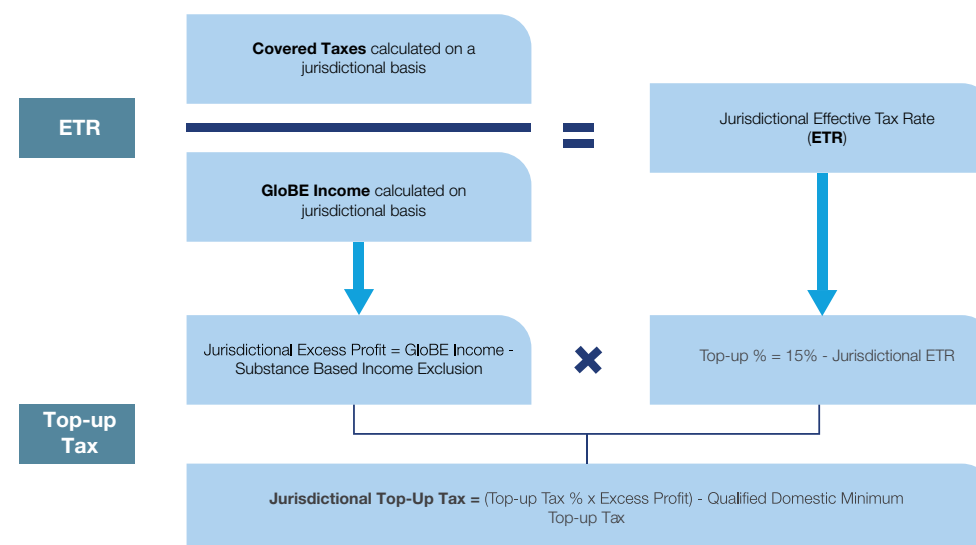 Covered Taxes calculated on a
jurisdictional basis
ETR
Jurisdictional Effective Tax Rate
(ETR)
GloBE Income calculated on
jurisdictional basis
Jurisdictional Excess Profit = GloBE Income -
Substance Based Income Exclusion
Top-up % = 15% - Jurisdictional ETR
Top-up
Tax
Jurisdictional Top-Up Tax = (Top-up Tax % x Excess Profit) - Qualified Domestic Minimum
Top-up Tax